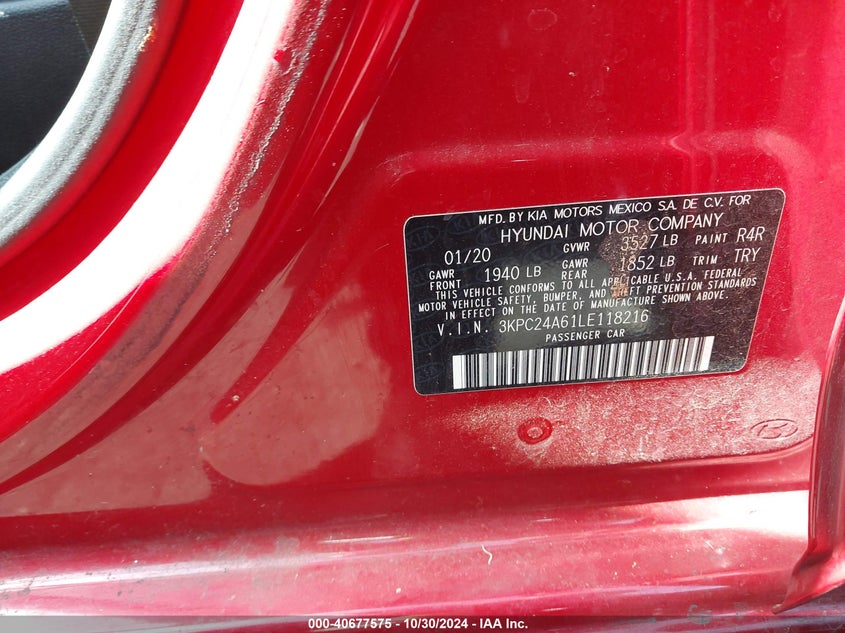 MFD. BY KIA MOTORS MEXICO S.A. DE C.V. FOR
HYUNDAI MOTOR COMPANY
01/20 GVWR 3527 LB PAINT R4R
GAWR FRONT 1940 LB GAWR REAR 1852 LB TRIM TRY
THIS VEHICLE CONFORMS TO ALL APPLICABLE U.S.A. FEDERAL
MOTOR VEHICLE SAFETY, BUMPER, AND THEFT PREVENTION STANDARDS
IN EFFECT ON THE DATE OF MANUFACTURE SHOWN ABOVE.
V.I.N. 3KPC24A61LE118216
PASSENGER CAR
000-40677575 - 10/30/2024 - IAA Inc.